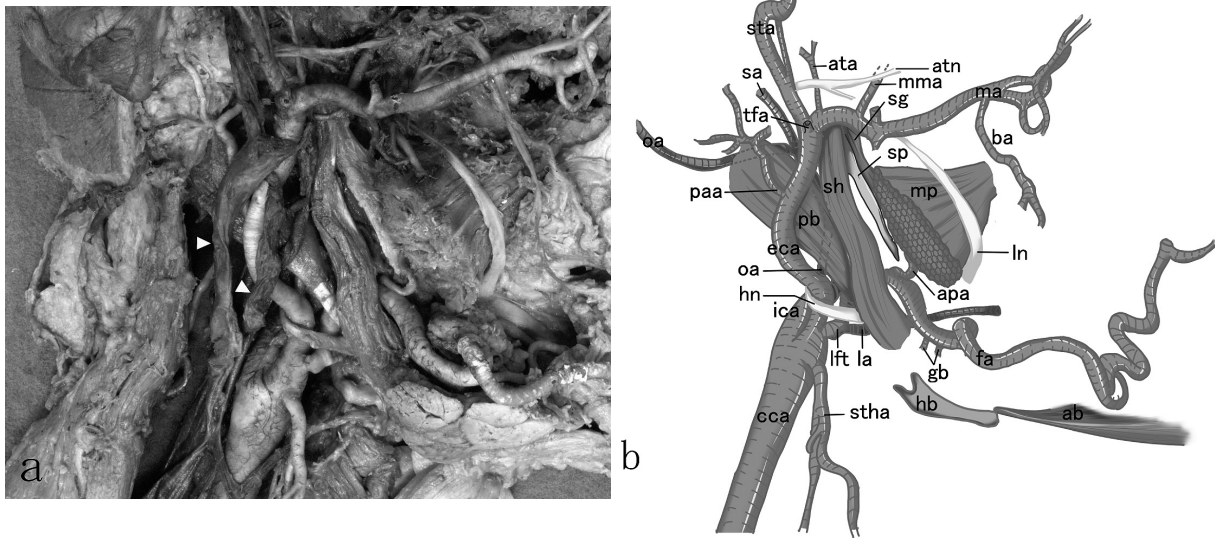 a
sta
ata
atn
sa
mma
sg
ma
tfa
oa
ba
sp
paa
sh
mp
pb
eca
ln
oa
hn
apa
ica
lft
la
gb
fa
hb
ab
cca
stha
b